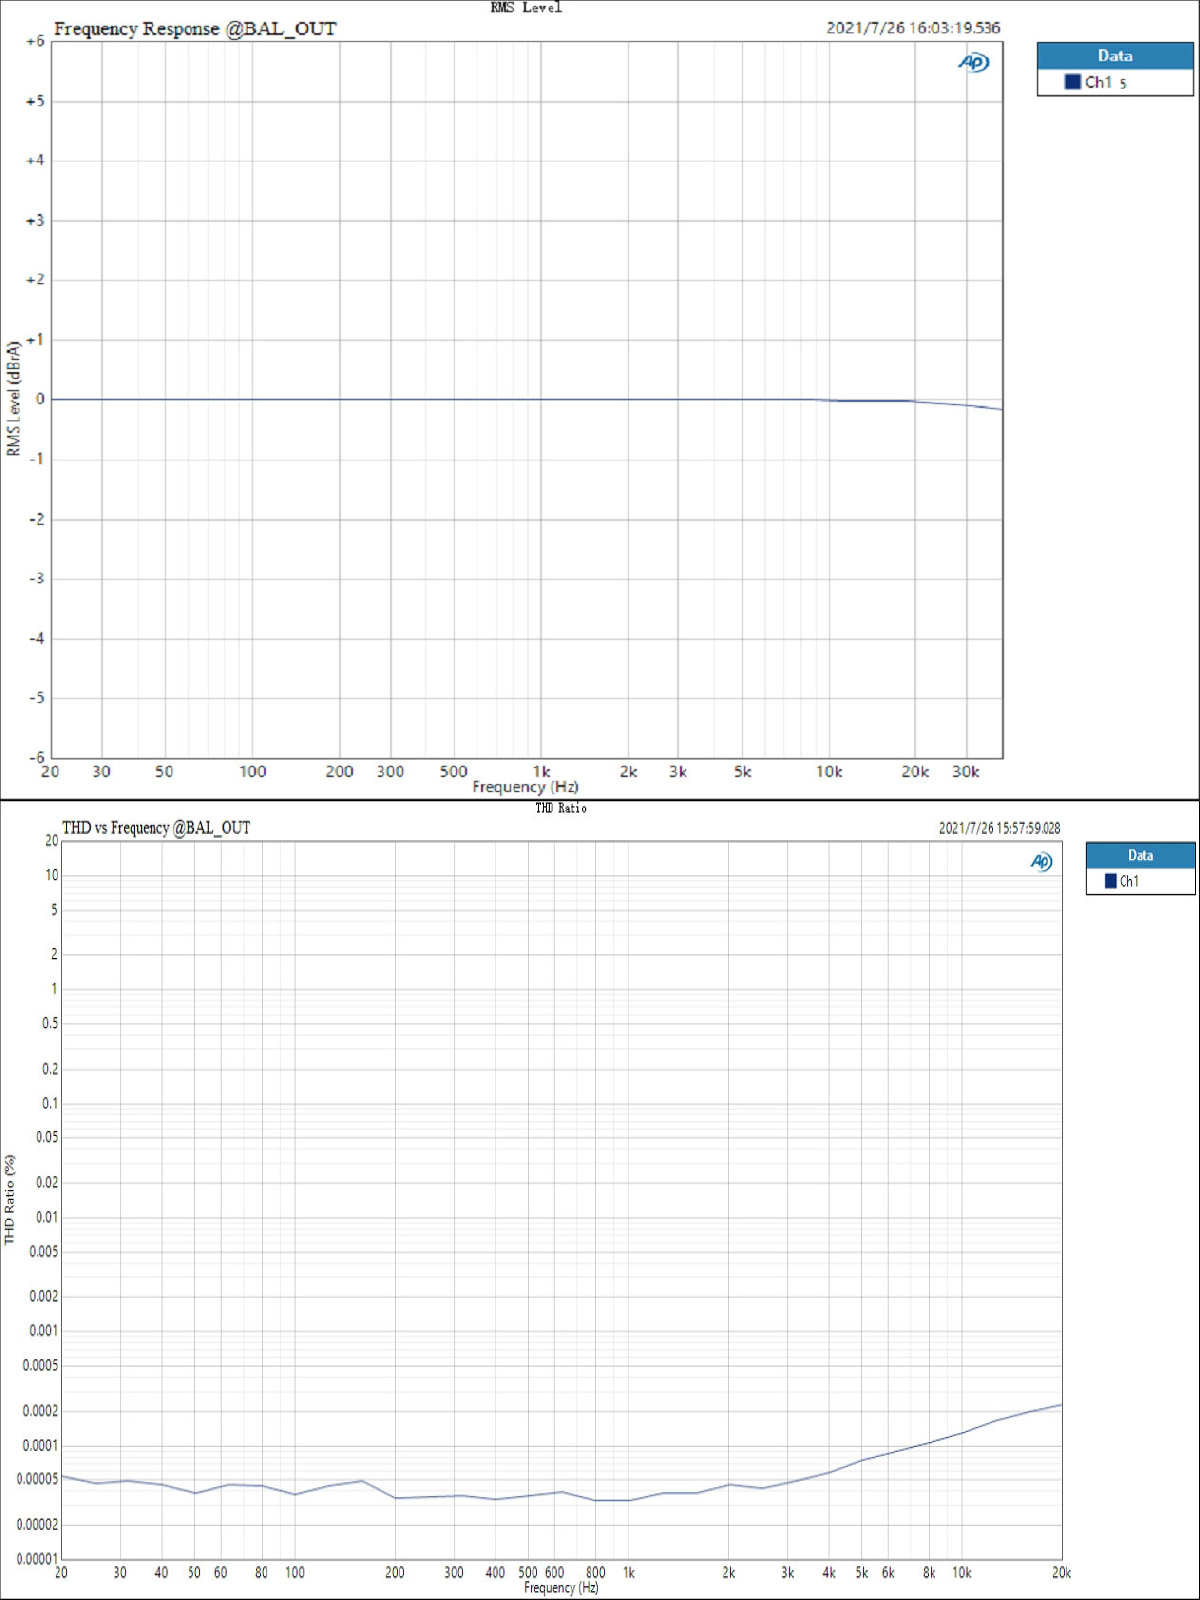 RMS Level
Frequency Response @BAL_OUT
2021/7/26 16:03:19.536
AP
Data
Ch1 5
+6
+5
+4
+3
+2
+1
0
-1
-2
-3
-4
-5
-6
RMS Level (dBrA)
20 30 50 100 200 300 500 1k 2k 3k 5k 10k 20k 30k
Frequency (Hz)
THD Ratio
THD vs Frequency @BAL_OUT
2021/7/26 15:57:59.028
AP
Data
Ch1
20
10
5
2
1
0.5
0.2
0.1
0.05
0.02
0.01
0.005
0.002
0.001
0.0005
0.0002
0.0001
0.00005
0.00002
0.00001
THD Ratio (%)
20 30 40 50 60 80 100 200 300 400 500 600 800 1k 2k 3k 4k 5k 6k 8k 10k 20k
Frequency (Hz)